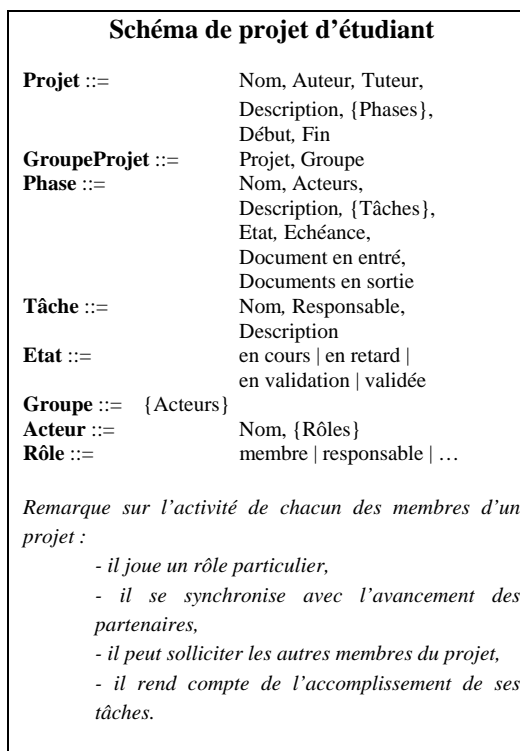 Schéma de projet d'étudiant
Projet ::= Nom, Auteur, Tuteur,
Description, {Phases},
Début, Fin
GroupeProjet ::= Projet, Groupe
Phase ::= Nom, Acteurs,
Description, {Tâches},
Etat, Echéance,
Document en entré,
Documents en sortie
Tâche ::= Nom, Responsable,
Description
Etat ::= en cours | en retard |
en validation | validée
Groupe ::= {Acteurs}
Acteur ::= Nom, {Rôles}
Rôle ::= membre | responsable | …
Remarque sur l'activité de chacun des membres d'un
projet :
- il joue un rôle particulier,
- il se synchronise avec l'avancement des
partenaires,
- il peut solliciter les autres membres du projet,
- il rend compte de l'accomplissement de ses
tâches.